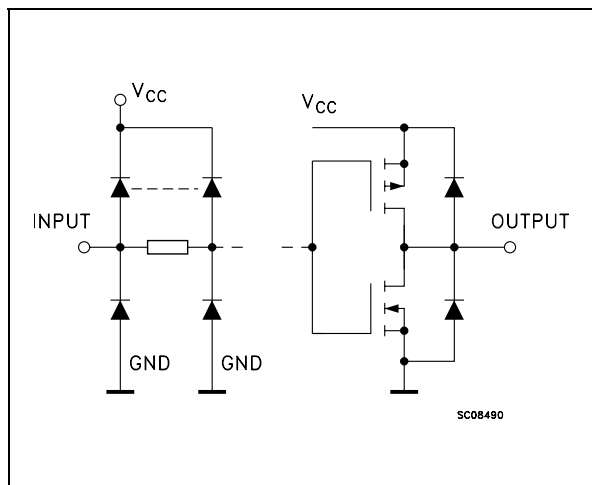 VCC
VCC
INPUT
OUTPUT
GND
GND
SC08490